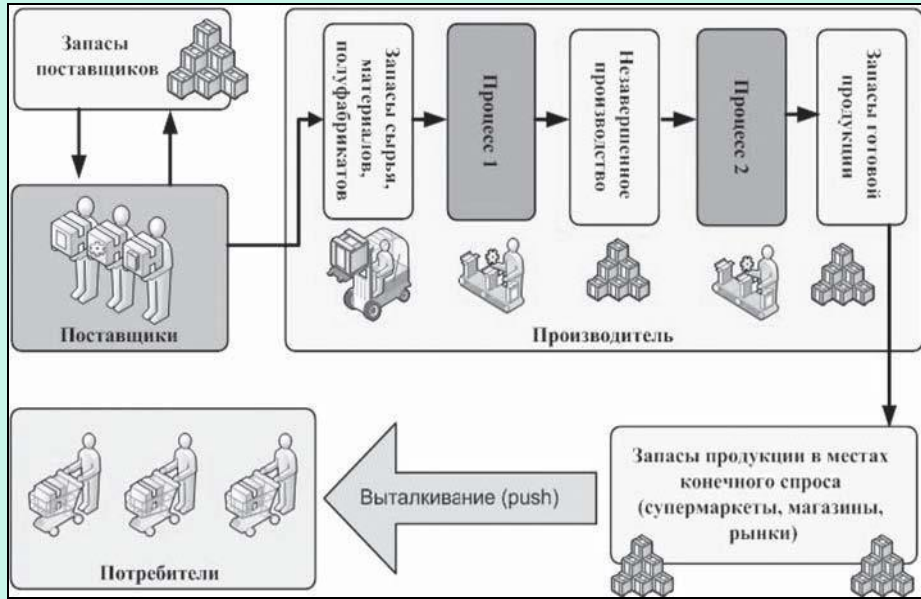 Запасы
поставщиков
Поставщики
Запасы сырья,
материалов,
полуфабрикатов
Процесс 1
Незавершенное
производство
Процесс 2
Запасы готовой
продукции
Производитель
Запасы продукции в местах
конечного спроса
(супермаркеты, магазины,
рынки)
Выталкивание (push)
Потребители